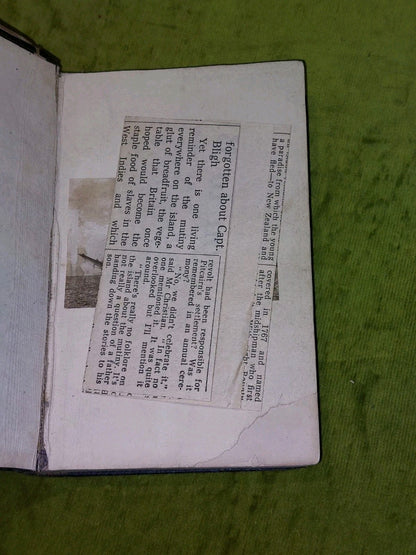 a paradise from which the young
have fled—to New Zealand and
covered in 1767 and named
after the midshipman who first
forgotten about Capt.
Bligh
Yet there is one living
reminder of the mutiny
everywhere on the island, a
glut of breadfruit, the vege-
table that Britain once
hoped would become the
staple food of slaves in the
West Indies and which
revolt had been responsible for
Pitcairn's settlement? Was it
remembered in an annual cere-
mony?
"No, we didn't celebrate it,"
said Mr. Christian. "In fact no
one mentioned it. It was quite
overlooked but I'll mention it
around
"There's really no folklore on
the island about the mutiny. It's
not really a question of a father
handing down the stories to his
son.